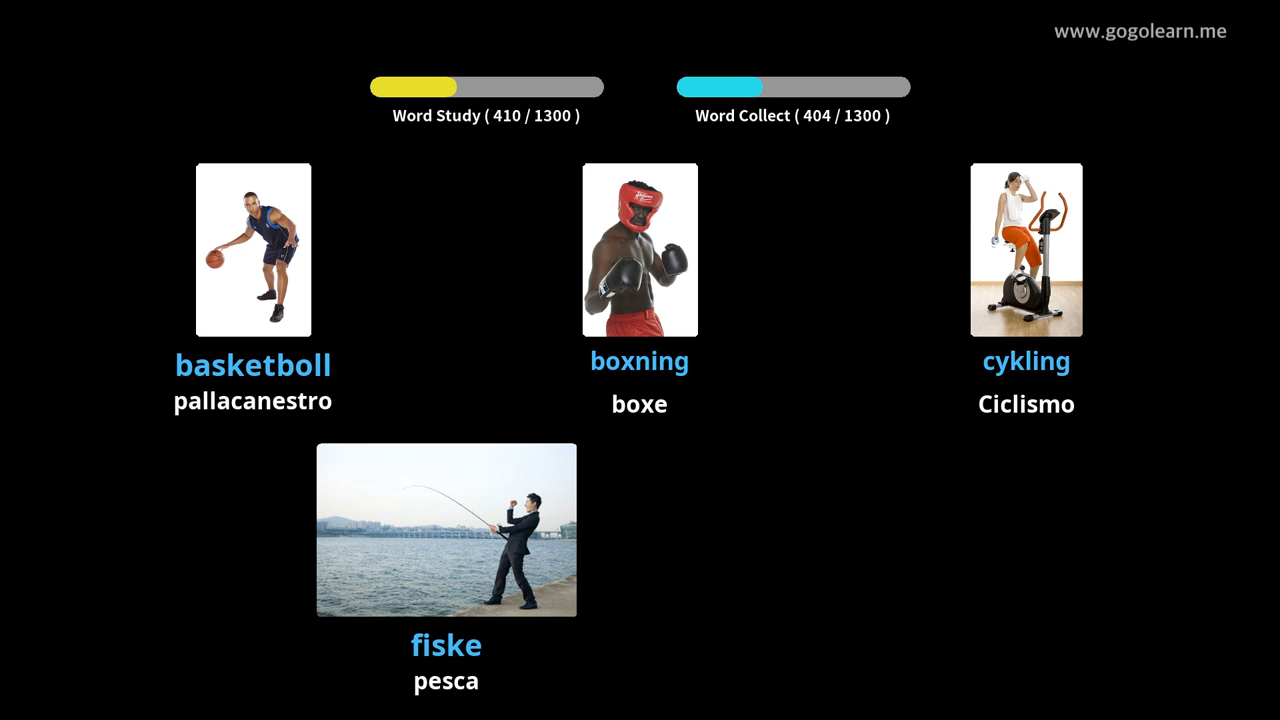 www.gogolearn.me
Word Study ( 410 / 1300 )
Word Collect ( 404 / 1300 )
basketboll
pallacanestro
boxning
boxe
cykling
Ciclismo
fiske
pesca